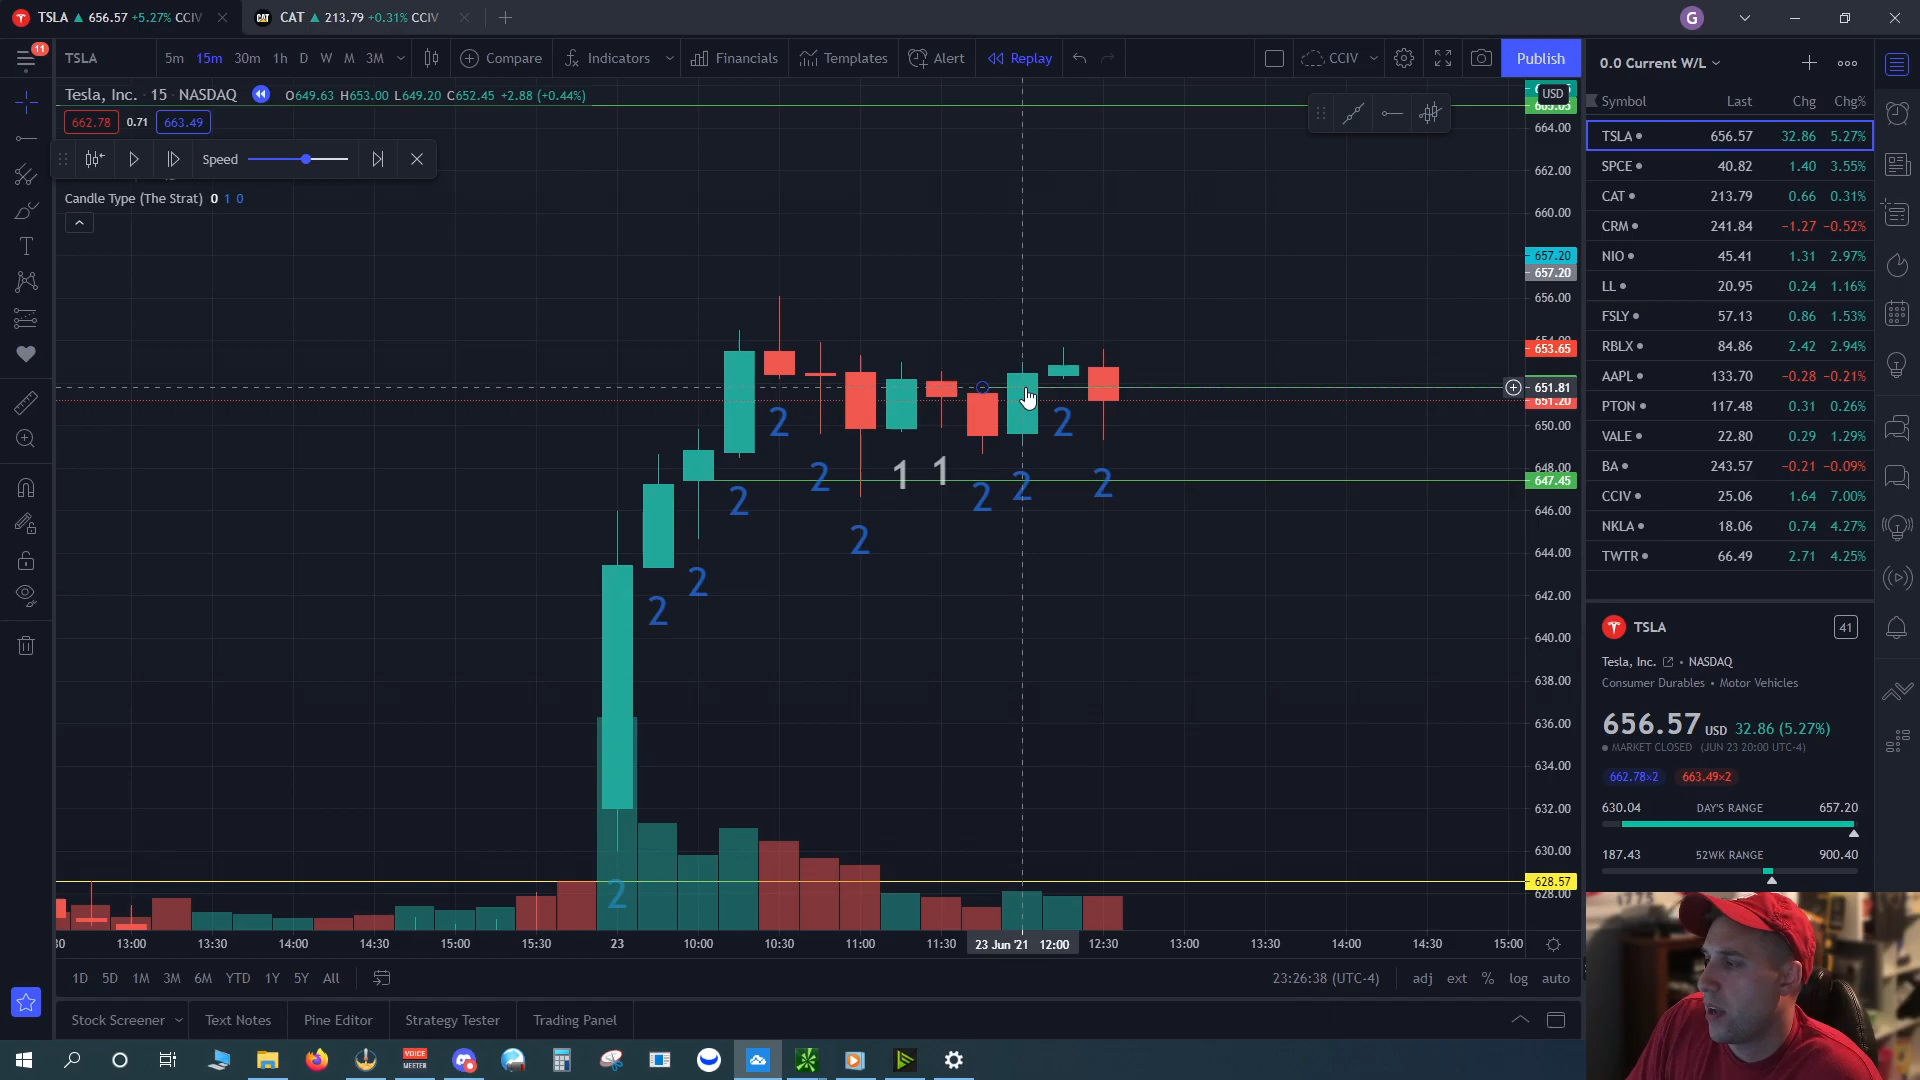 TSLA ▲ 656.57 +5.27% CCIV
CAT ▲ 213.79 +0.31% CCIV
G
11
TSLA 5m 15m 30m 1h D W M 3M Compare Indicators Financials Templates Alert Replay CCIV Publish
Tesla, Inc. · 15 · NASDAQ O649.63 H653.00 L649.20 C652.45 +2.88 (+0.44%)
662.78 0.71 663.49
Speed
Candle Type (The Strat) 0 1 0
USD
664.00
662.00
660.00
657.20
657.20
656.00
653.65
651.81
651.20
650.00
648.00
647.45
646.00
644.00
642.00
640.00
638.00
636.00
634.00
632.00
630.00
628.57
628.00
2 2 2 2 2 2 2 1 1 2 2 2 2
13:00 13:30 14:00 14:30 15:00 15:30 23 10:00 10:30 11:00 11:30 23 Jun '21 12:00 12:30 13:00 13:30 14:00 14:30 15:00
1D 5D 1M 3M 6M YTD 1Y 5Y All 23:26:38 (UTC-4) adj ext % log auto
Stock Screener Text Notes Pine Editor Strategy Tester Trading Panel
0.0 Current W/L
Symbol Last Chg Chg%
TSLA 656.57 32.86 5.27%
SPCE 40.82 1.40 3.55%
CAT 213.79 0.66 0.31%
CRM 241.84 −1.27 −0.52%
NIO 45.41 1.31 2.97%
LL 20.95 0.24 1.16%
FSLY 57.13 0.86 1.53%
RBLX 84.86 2.42 2.94%
AAPL 133.70 −0.28 −0.21%
PTON 117.48 0.31 0.26%
VALE 22.80 0.29 1.29%
BA 243.57 −0.21 −0.09%
CCIV 25.06 1.64 7.00%
NKLA 18.06 0.74 4.27%
TWTR 66.49 2.71 4.25%
TSLA 41
Tesla, Inc. • NASDAQ
Consumer Durables • Motor Vehicles
656.57 USD 32.86 (5.27%)
MARKET CLOSED (JUN 23 20:00 UTC-4)
662.78×2 663.49×2
630.04 DAY'S RANGE 657.20
187.43 52WK RANGE 900.40
VOICE
MEETER